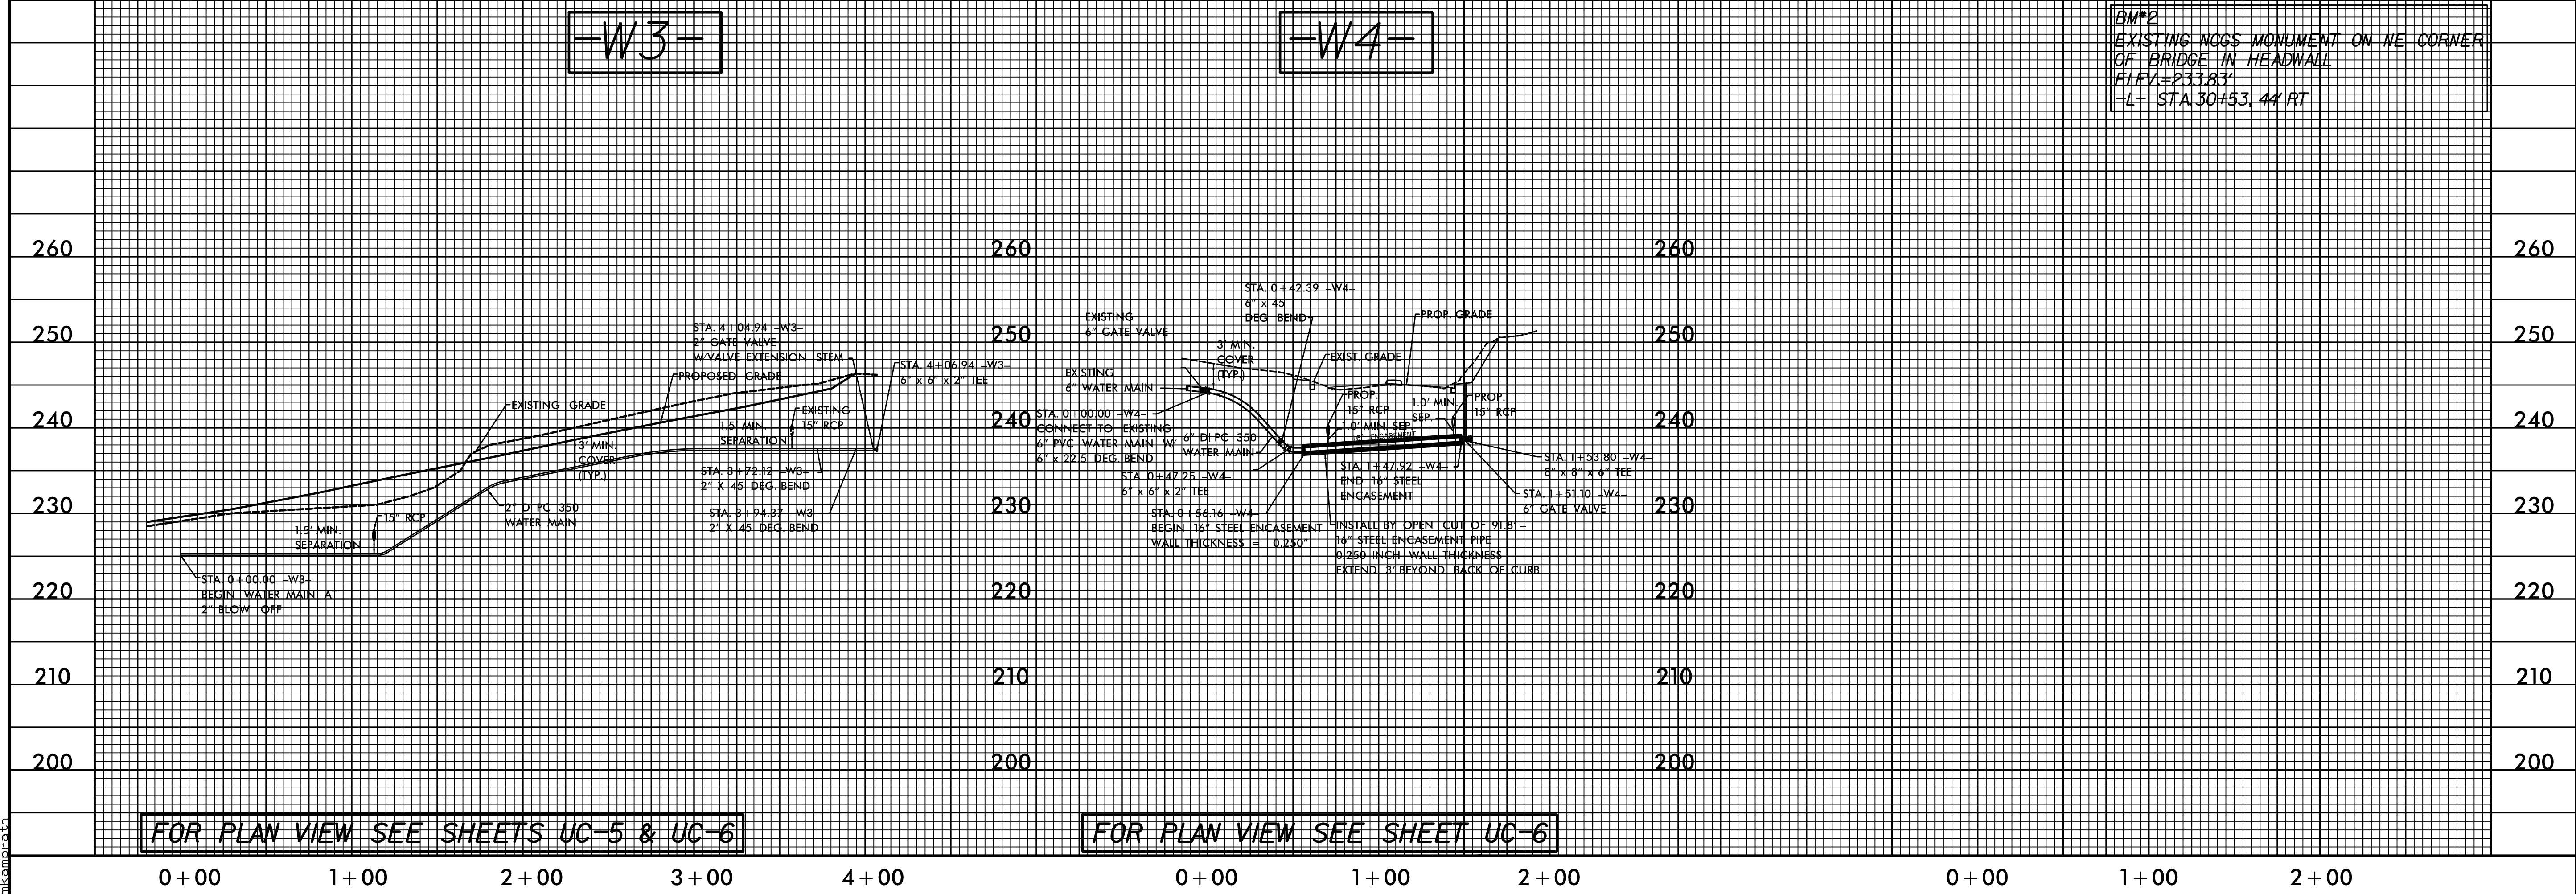 -W3-
-W4-
BM#2
EXISTING NCGS MONUMENT ON NE CORNER
OF BRIDGE IN HEADWALL
ELEV.=233.83'
-L- STA.30+53, 44' RT
260
260
260
260
250
250
250
250
240
240
240
240
230
230
230
230
220
220
220
220
210
210
210
210
200
200
200
200
STA. 4+04.94 -W3-
2" GATE VALVE
W/VALVE EXTENSION STEM
STA. 4+06.94 -W3-
6" x 6" x 2" TEE
PROPOSED GRADE
EXISTING GRADE
EXISTING
15" RCP
1.5' MIN.
SEPARATION
3' MIN.
COVER
(TYP.)
STA. 3+72.12 -W3-
2" X 45 DEG. BEND
STA. 3+94.37 -W3-
2" X 45 DEG. BEND
2" DI PC 350
WATER MAIN
15" RCP
1.5' MIN.
SEPARATION
STA. 0+00.00 -W3-
BEGIN WATER MAIN AT
2" BLOW OFF
STA. 0+42.39 -W4-
6" x 45
DEG BEND
EXISTING
6" GATE VALVE
PROP. GRADE
3' MIN.
COVER
(TYP.)
EXIST. GRADE
EXISTING
6" WATER MAIN
PROP.
15" RCP
1.0' MIN.
SEP.
PROP.
15" RCP
STA. 0+00.00 -W4-
CONNECT TO EXISTING
6" PVC WATER MAIN W/
6" x 22.5 DEG. BEND
1.0' MIN SEP
ENCASEMENT
6" DI PC 350
WATER MAIN
STA. 0+47.25 -W4-
6" x 6" x 2" TEE
STA. 1+47.92 -W4-
END 16" STEEL
ENCASEMENT
STA. 1+53.80 -W4-
8" x 8" x 6" TEE
STA. 1+51.10 -W4-
6" GATE VALVE
STA. 0+56.16 -W4-
BEGIN 16" STEEL ENCASEMENT
WALL THICKNESS = 0.250"
INSTALL BY OPEN CUT OF 91.8' -
16" STEEL ENCASEMENT PIPE
0.250 INCH WALL THICKNESS
EXTEND 3' BEYOND BACK OF CURB
FOR PLAN VIEW SEE SHEETS UC-5 & UC-6
FOR PLAN VIEW SEE SHEET UC-6
0+00
1+00
2+00
3+00
4+00
0+00
1+00
2+00
0+00
1+00
2+00
mkamprath